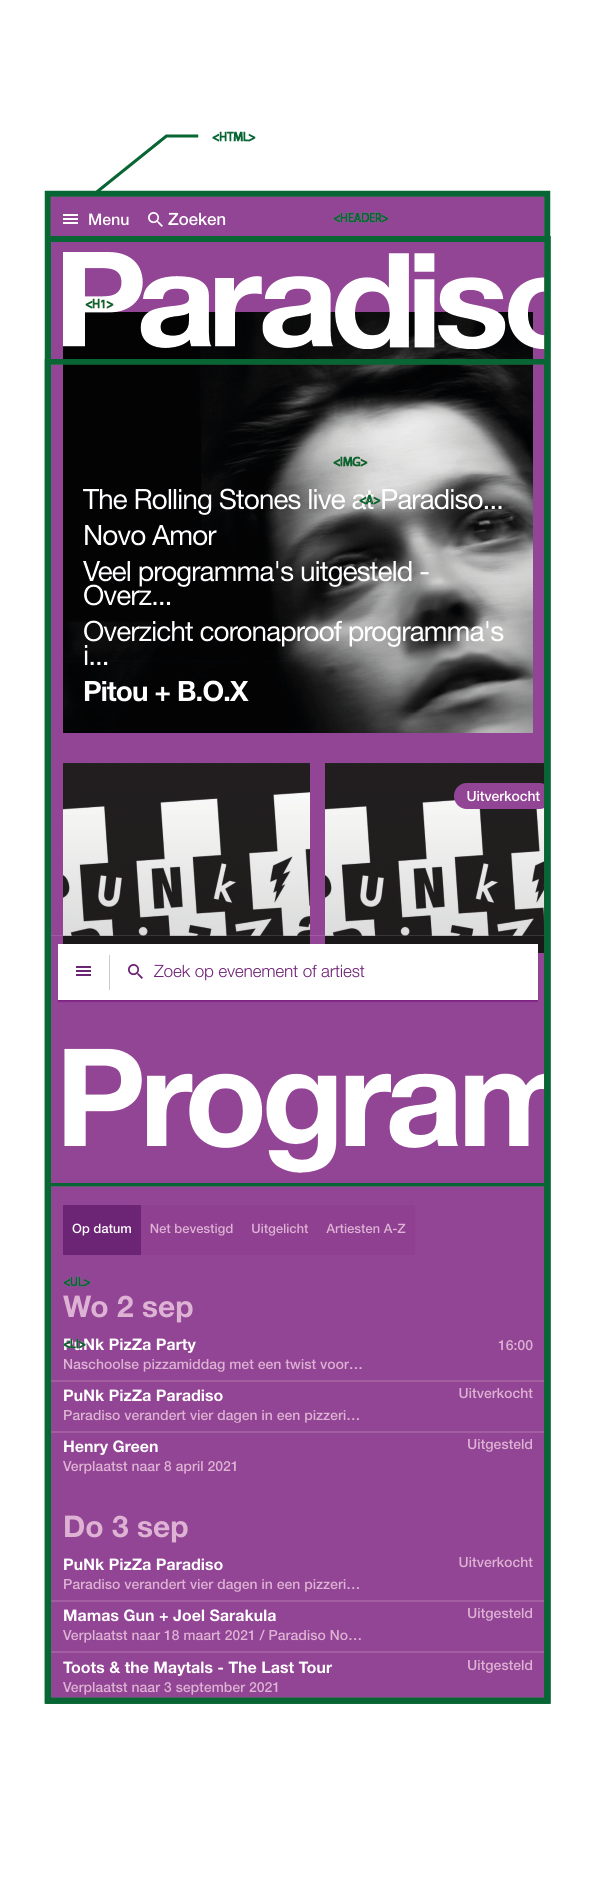 <HTML>
Menu Zoeken <HEADER>
Paradiso
<H1>
<IMG>
The Rolling Stones live at Paradiso...
<A>
Novo Amor
Veel programma's uitgesteld -
Overz...
Overzicht coronaproof programma's
i...
Pitou + B.O.X
Uitverkocht
PUNK
PUNK
Zoek op evenement of artiest
Program
Op datum Net bevestigd Uitgelicht Artiesten A-Z
<UL>
Wo 2 sep
<LI>
PuNk PizZa Party 16:00
Naschoolse pizzamiddag met een twist voor...
PuNk PizZa Paradiso Uitverkocht
Paradiso verandert vier dagen in een pizzeri...
Henry Green Uitgesteld
Verplaatst naar 8 april 2021
Do 3 sep
PuNk PizZa Paradiso Uitverkocht
Paradiso verandert vier dagen in een pizzeri...
Mamas Gun + Joel Sarakula Uitgesteld
Verplaatst naar 18 maart 2021 / Paradiso No...
Toots & the Maytals - The Last Tour Uitgesteld
Verplaatst naar 3 september 2021